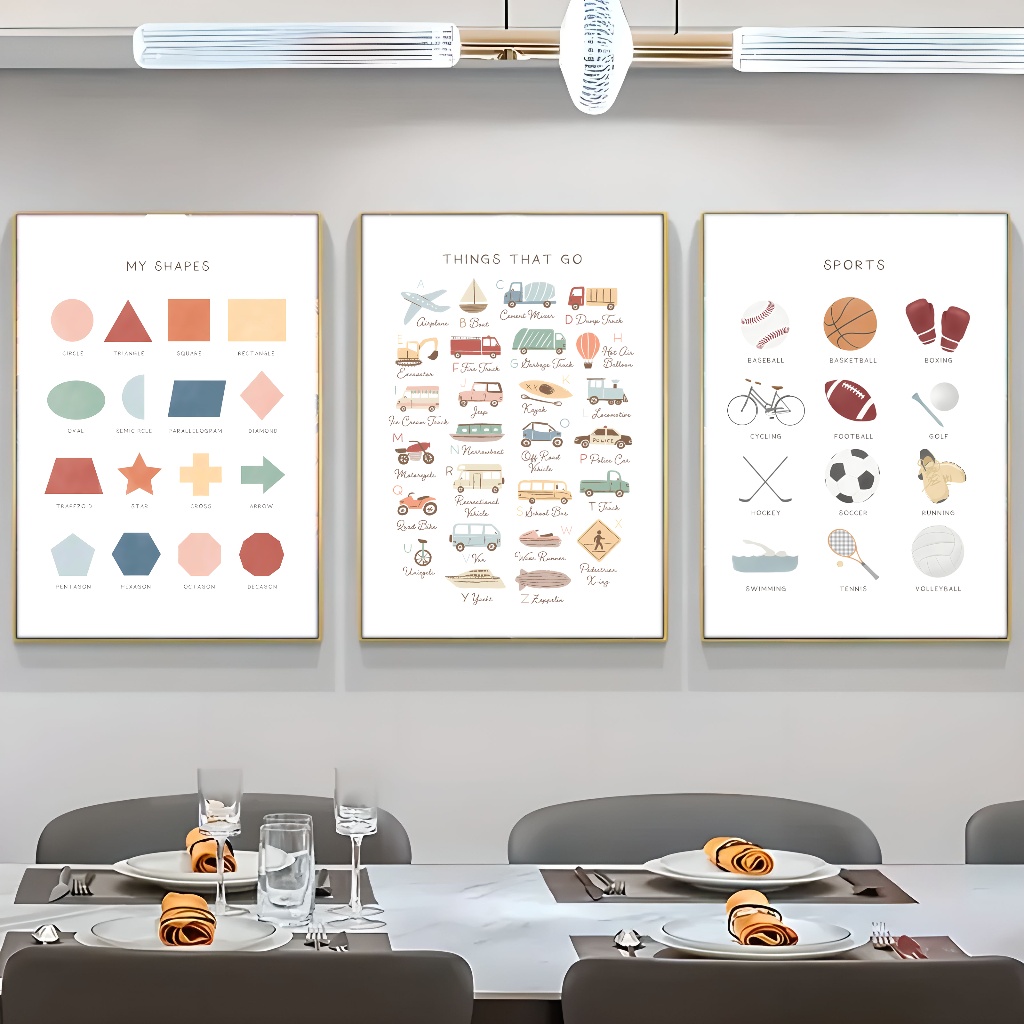 MY SHAPES
CIRCLE
TRIANGLE
SQUARE
RECTANGLE
OVAL
SEMICIRCLE
PARALLELOGRAM
DIAMOND
TRAPEZOID
STAR
CROSS
ARROW
PENTAGON
HEXAGON
OCTAGON
DECAGON
THINGS THAT GO
A
Airplane
B Boat
C
Cement Mixer
D Dump Truck
E
Excavator
F Fire Truck
G Garbage Truck
H
Hot Air
Balloon
I
Ice Cream Truck
Jeep
K
Kayak
L
Locomotive
M
Motorcycle
N Narrowboat
O
Off Road
Vehicle
POLICE
P Police Car
Q
Quad Bike
R
Recreational
Vehicle
S School Bus
T Truck
U
Unicycle
Van
W
X
Pedestrian
X-ing
Y Yacht
Z Zeppelin
SPORTS
BASEBALL
BASKETBALL
BOXING
CYCLING
FOOTBALL
GOLF
HOCKEY
SOCCER
RUNNING
SWIMMING
TENNIS
VOLLEYBALL